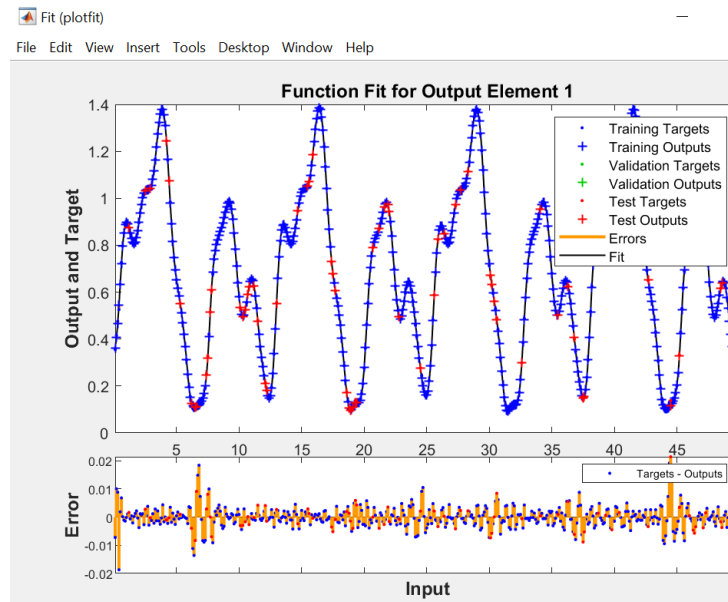 Fit (plotfit)
File Edit View Insert Tools Desktop Window Help
Function Fit for Output Element 1
Output and Target
1.4
1.2
1
0.8
0.6
0.4
0.2
0
Training Targets
Training Outputs
Validation Targets
Validation Outputs
Test Targets
Test Outputs
Errors
Fit
5 10 15 20 25 30 35 40 45
Error
0.02
0.01
0
-0.01
-0.02
Targets - Outputs
Input